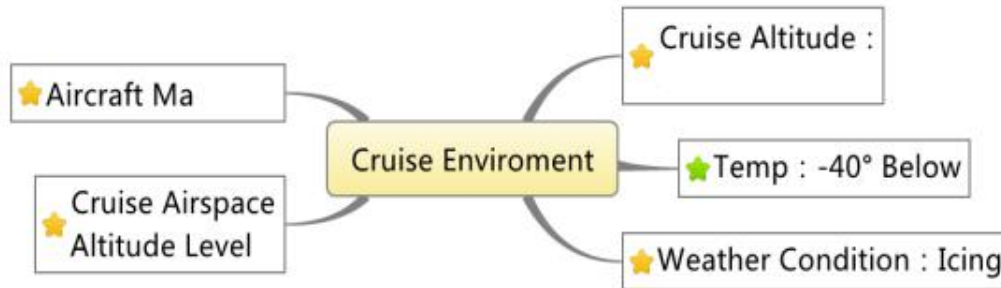 Cruise Altitude :
Aircraft Ma
Cruise Enviroment
Temp : -40° Below
Cruise Airspace
Altitude Level
Weather Condition : Icing